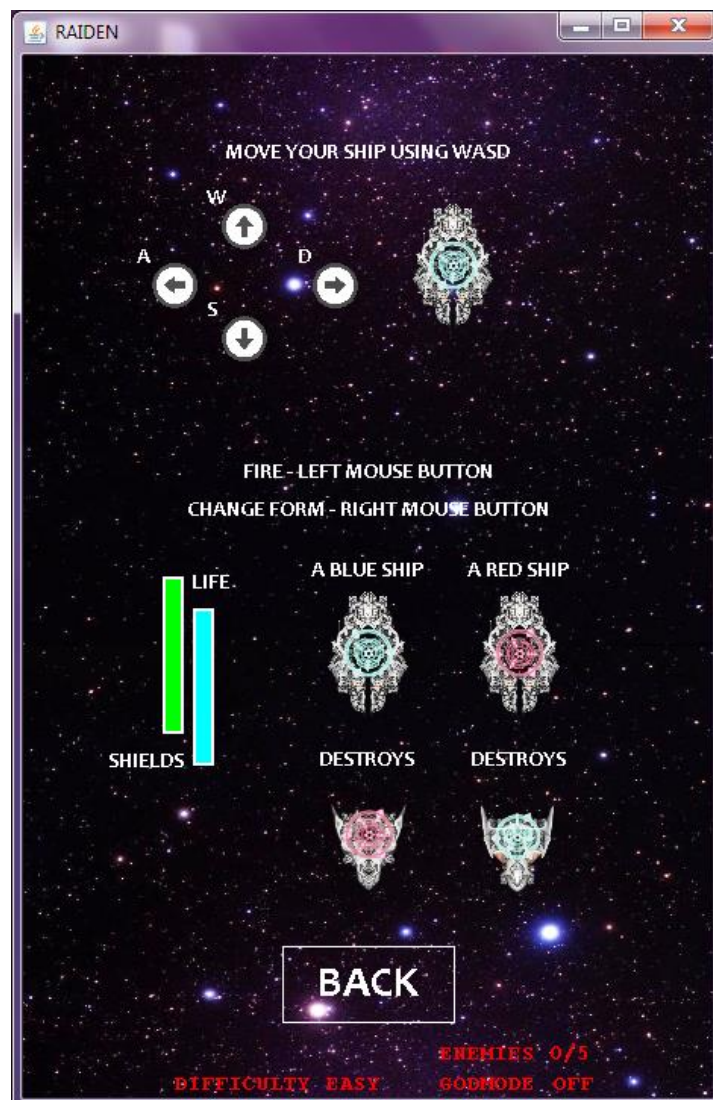 RAIDEN
MOVE YOUR SHIP USING WASD
W
A
D
S
FIRE - LEFT MOUSE BUTTON
CHANGE FORM - RIGHT MOUSE BUTTON
A BLUE SHIP A RED SHIP
LIFE
SHIELDS
DESTROYS DESTROYS
BACK
ENEMIES 0/5
DIFFICULTY EASY GODMODE OFF